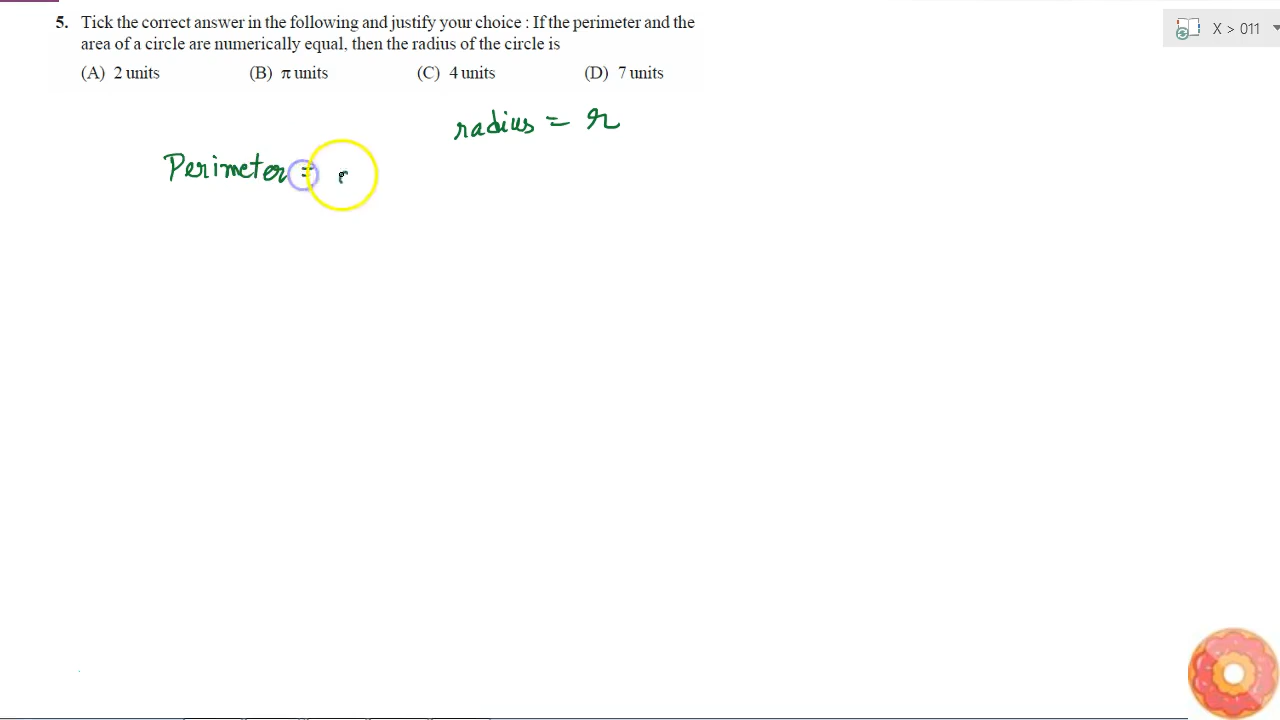 5. Tick the correct answer in the following and justify your choice : If the perimeter and the
area of a circle are numerically equal, then the radius of the circle is
(A) 2 units (B) π units (C) 4 units (D) 7 units
X > 011
radius = r
Perimeter =